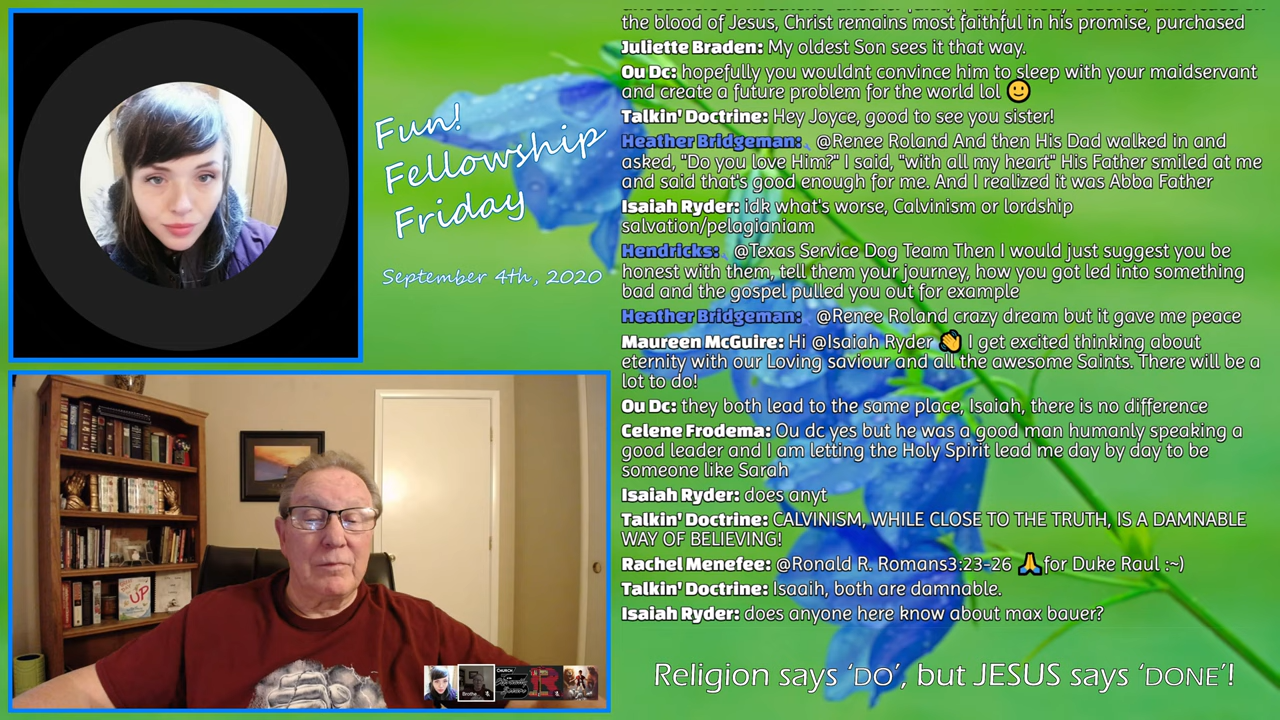 Fun!
Fellowship
Friday
September 4th, 2020
the blood of Jesus, Christ remains most faithful in his promise, purchased
Juliette Braden: My oldest Son sees it that way.
Ou Dc: hopefully you wouldnt convince him to sleep with your maidservant
and create a future problem for the world lol 🙂
Talkin' Doctrine: Hey Joyce, good to see you sister!
Heather Bridgeman: @Renee Roland And then His Dad walked in and
asked, "Do you love Him?" I said, "with all my heart" His Father smiled at me
and said that's good enough for me. And I realized it was Abba Father
Isaiah Ryder: idk what's worse, Calvinism or lordship
salvation/pelagianiam
Hendricks: @Texas Service Dog Team Then I would just suggest you be
honest with them, tell them your journey, how you got led into something
bad and the gospel pulled you out for example
Heather Bridgeman: @Renee Roland crazy dream but it gave me peace
Maureen McGuire: Hi @Isaiah Ryder 👋 I get excited thinking about
eternity with our Loving saviour and all the awesome Saints. There will be a
lot to do!
Ou Dc: they both lead to the same place, Isaiah, there is no difference
Celene Frodema: Ou dc yes but he was a good man humanly speaking a
good leader and I am letting the Holy Spirit lead me day by day to be
someone like Sarah
Isaiah Ryder: does anyt
Talkin' Doctrine: CALVINISM, WHILE CLOSE TO THE TRUTH, IS A DAMNABLE
WAY OF BELIEVING!
Rachel Menefee: @Ronald R. Romans3:23-26 🙏for Duke Raul :~)
Talkin' Doctrine: Isaaih, both are damnable.
Isaiah Ryder: does anyone here know about max bauer?
Religion says 'DO', but JESUS says 'DONE'!
UP
Brothe...
CHURCH